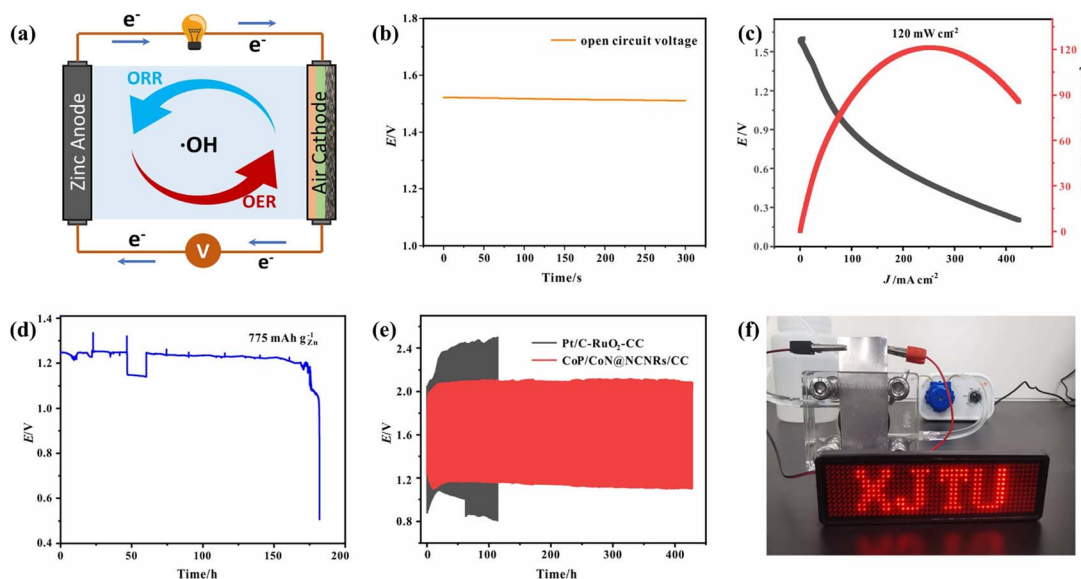 (a)
e-
e-
ORR
·OH
OER
Zinc Anode
Air Cathode
e-
V
e-
(b)
open circuit voltage
E/V
1.8
1.6
1.4
1.2
1.0
0 50 100 150 200 250 300
Time/s
(c)
120 mW cm-2
E/V
1.5
1.2
0.9
0.6
0.3
0.0
120
90
60
30
0
0 100 200 300 400
J/mA cm-2
(d)
775 mAh g-1Zn
E/V
1.4
1.2
1.0
0.8
0.6
0.4
0 50 100 150 200
Time/h
(e)
Pt/C-RuO2-CC
CoP/CoN@NCNRs/CC
E/V
2.4
2.0
1.6
1.2
0.8
0 100 200 300 400
Time/h
(f)
XJTU